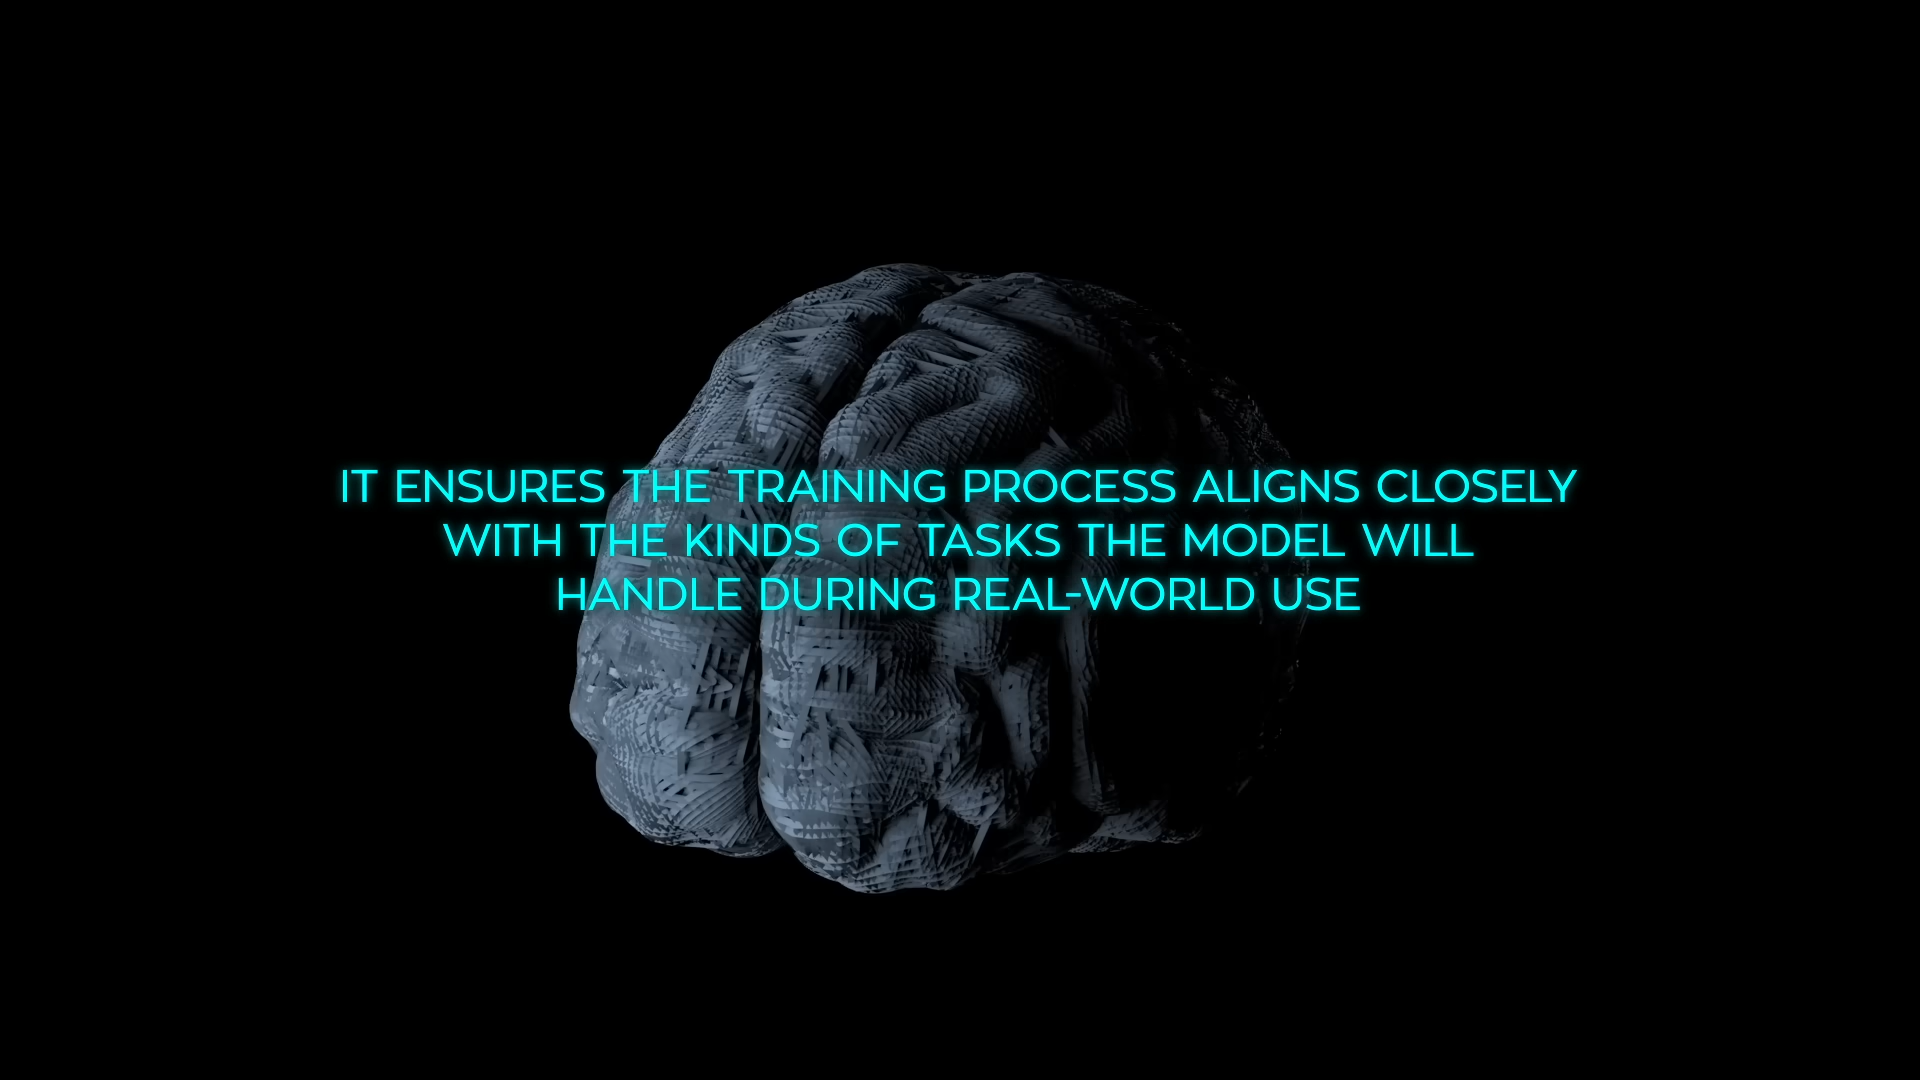 IT ENSURES THE TRAINING PROCESS ALIGNS CLOSELY
WITH THE KINDS OF TASKS THE MODEL WILL
HANDLE DURING REAL-WORLD USE